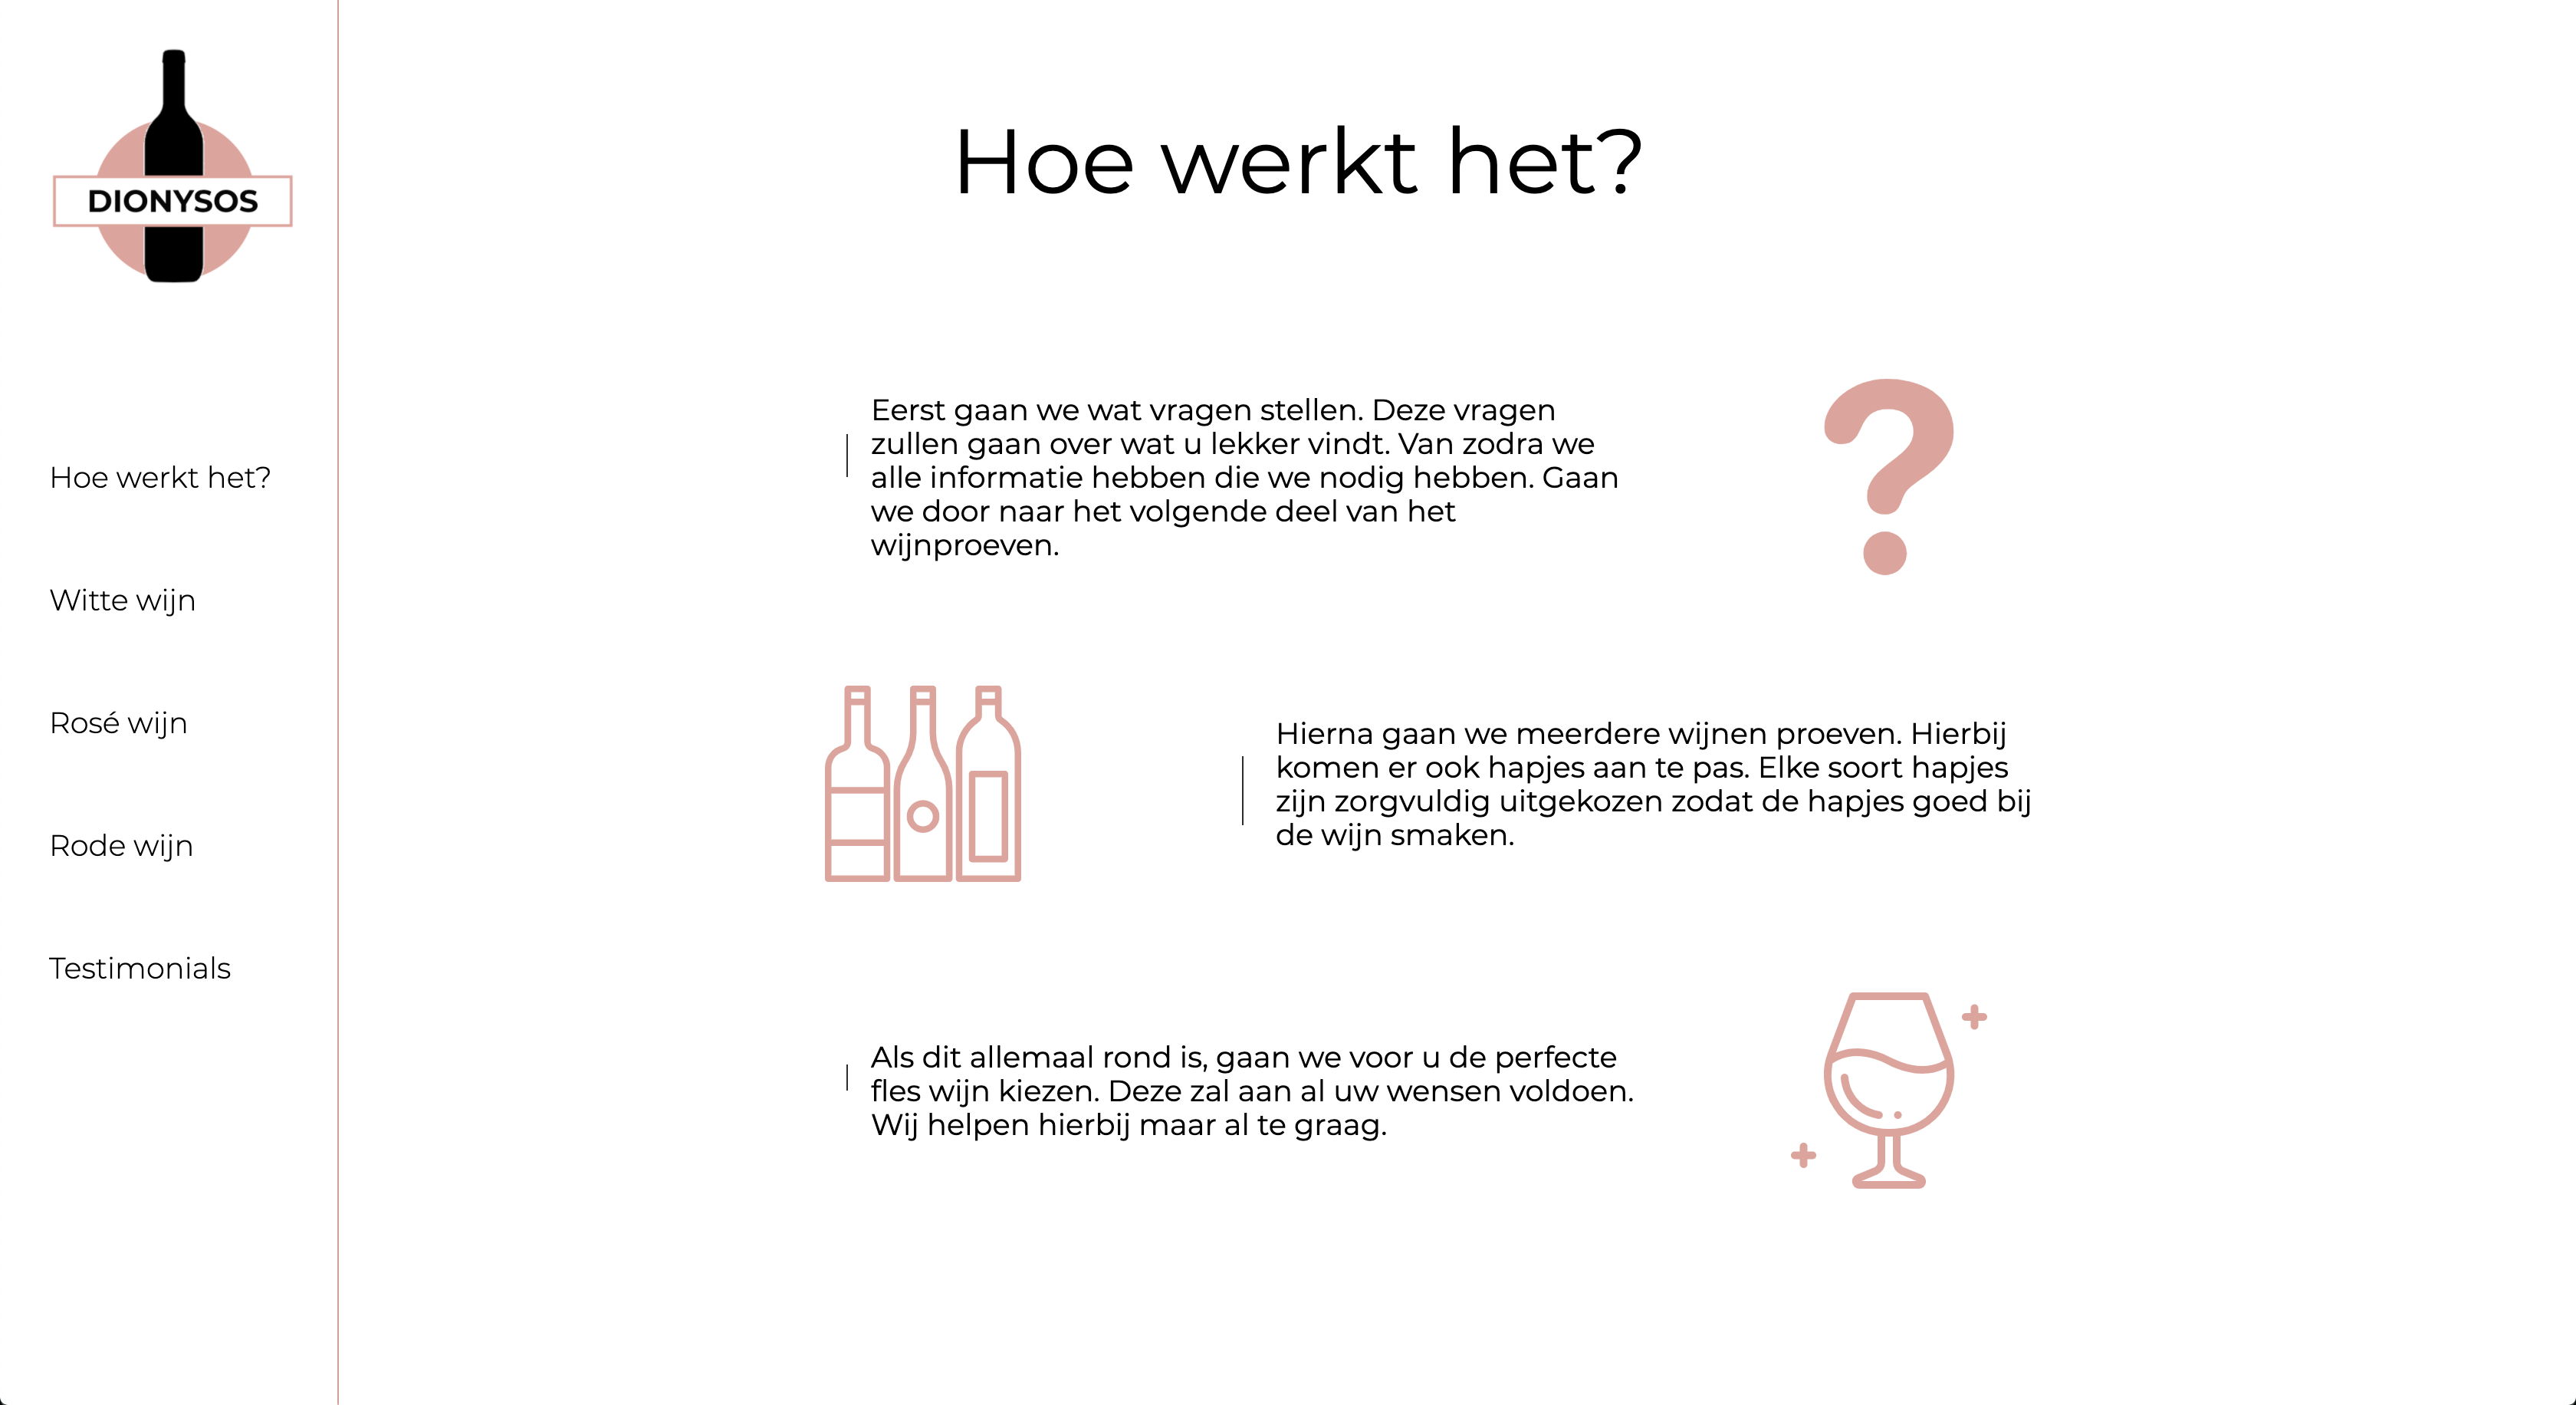 DIONYSOS
Hoe werkt het?
Witte wijn
Rosé wijn
Rode wijn
Testimonials
Hoe werkt het?
Eerst gaan we wat vragen stellen. Deze vragen
zullen gaan over wat u lekker vindt. Van zodra we
alle informatie hebben die we nodig hebben. Gaan
we door naar het volgende deel van het
wijnproeven.
?
Hierna gaan we meerdere wijnen proeven. Hierbij
komen er ook hapjes aan te pas. Elke soort hapjes
zijn zorgvuldig uitgekozen zodat de hapjes goed bij
de wijn smaken.
Als dit allemaal rond is, gaan we voor u de perfecte
fles wijn kiezen. Deze zal aan al uw wensen voldoen.
Wij helpen hierbij maar al te graag.